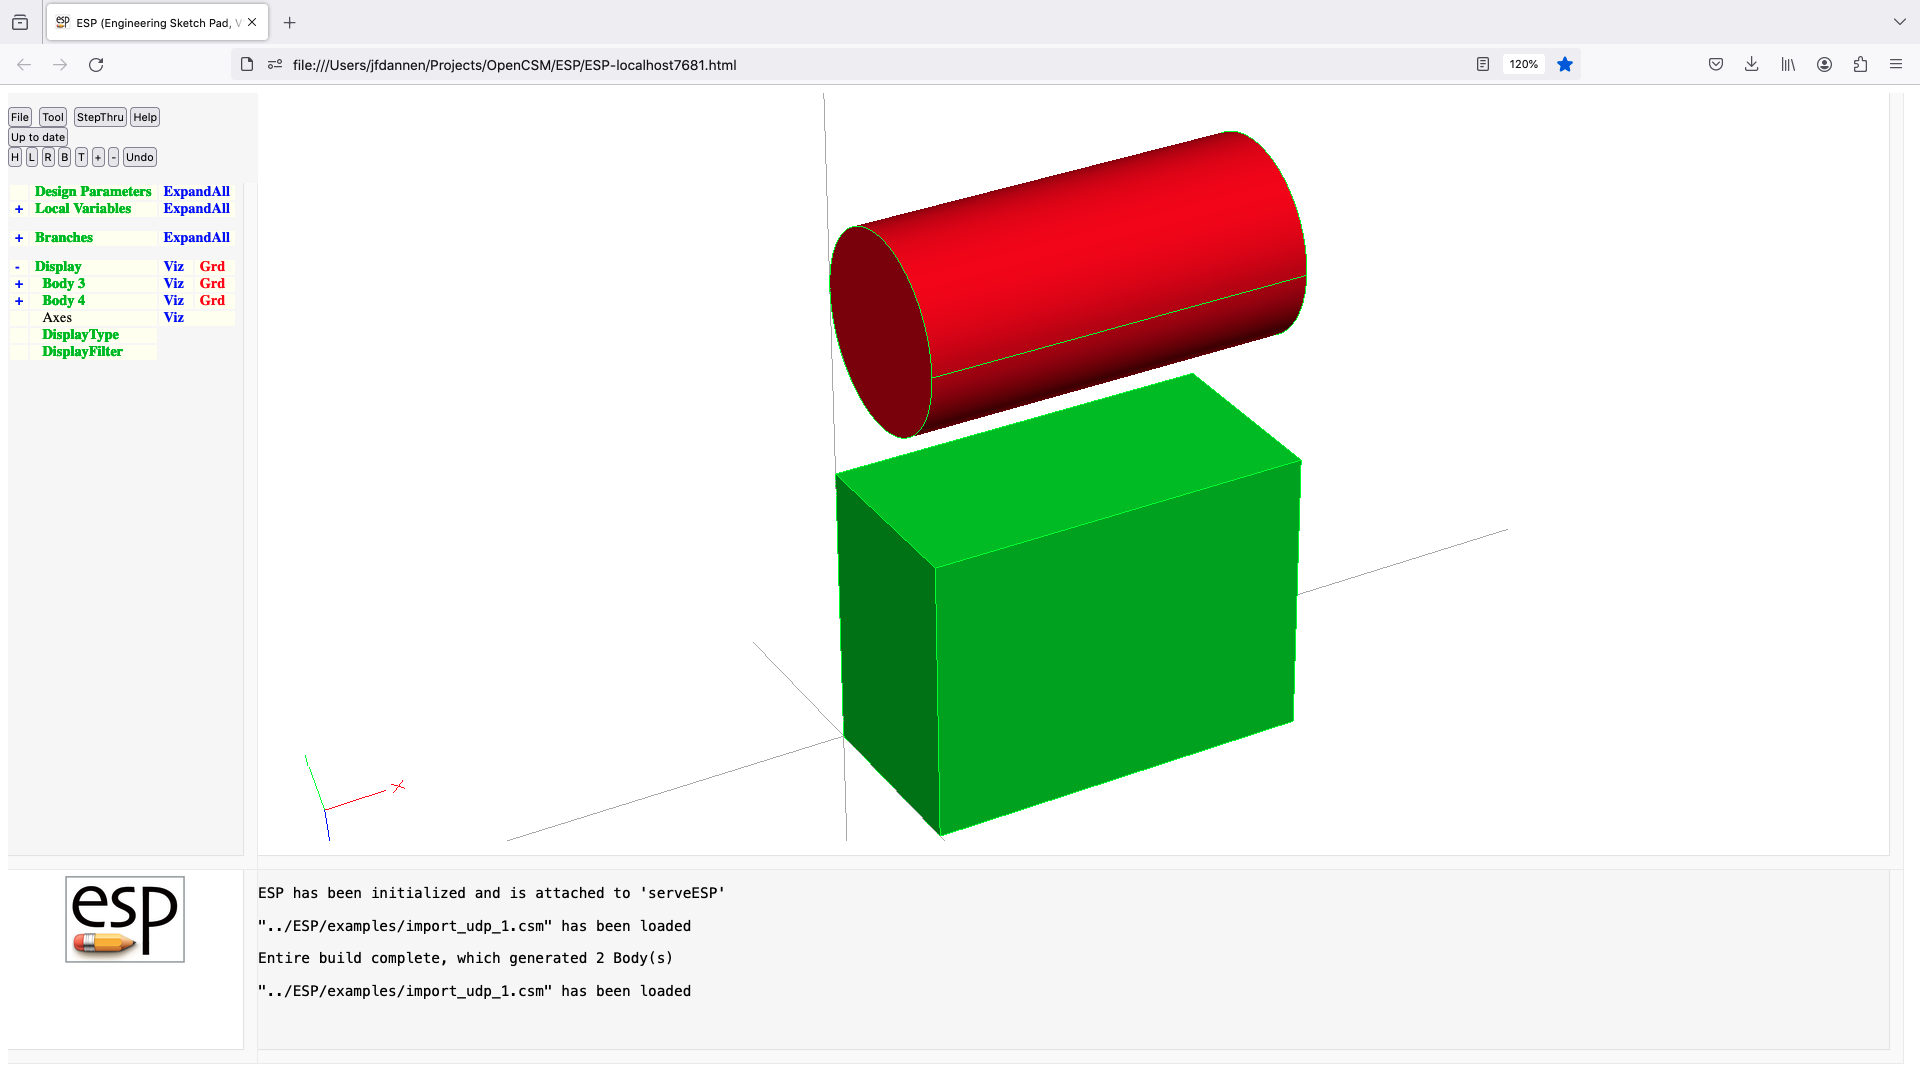 ESP (Engineering Sketch Pad, V
file:///Users/jfdannen/Projects/OpenCSM/ESP/ESP-localhost7681.html
120%
File Tool StepThru Help
Up to date
H L R B T + - Undo
Design Parameters ExpandAll
+ Local Variables ExpandAll
+ Branches ExpandAll
- Display Viz Grd
+ Body 3 Viz Grd
+ Body 4 Viz Grd
Axes Viz
DisplayType
DisplayFilter
X
esp
ESP has been initialized and is attached to 'serveESP'
"../ESP/examples/import_udp_1.csm" has been loaded
Entire build complete, which generated 2 Body(s)
"../ESP/examples/import_udp_1.csm" has been loaded